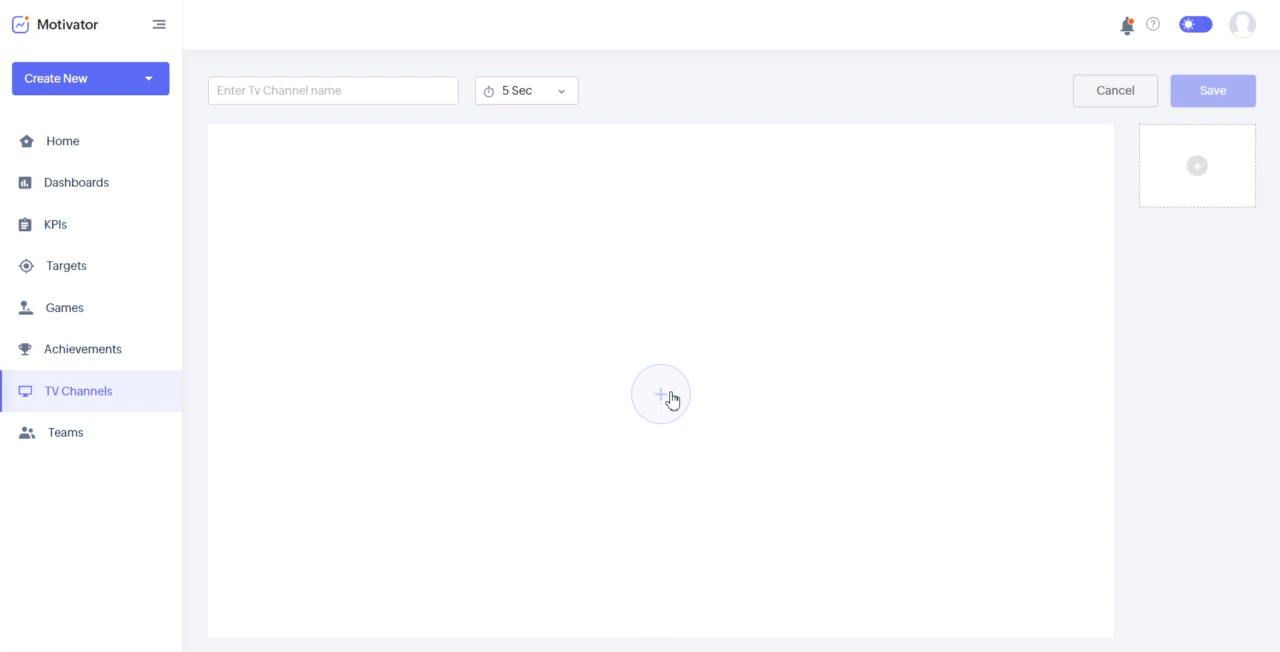 Motivator
Create New
Enter Tv Channel name
5 Sec
Cancel
Save
Home
Dashboards
KPIs
Targets
Games
Achievements
TV Channels
Teams